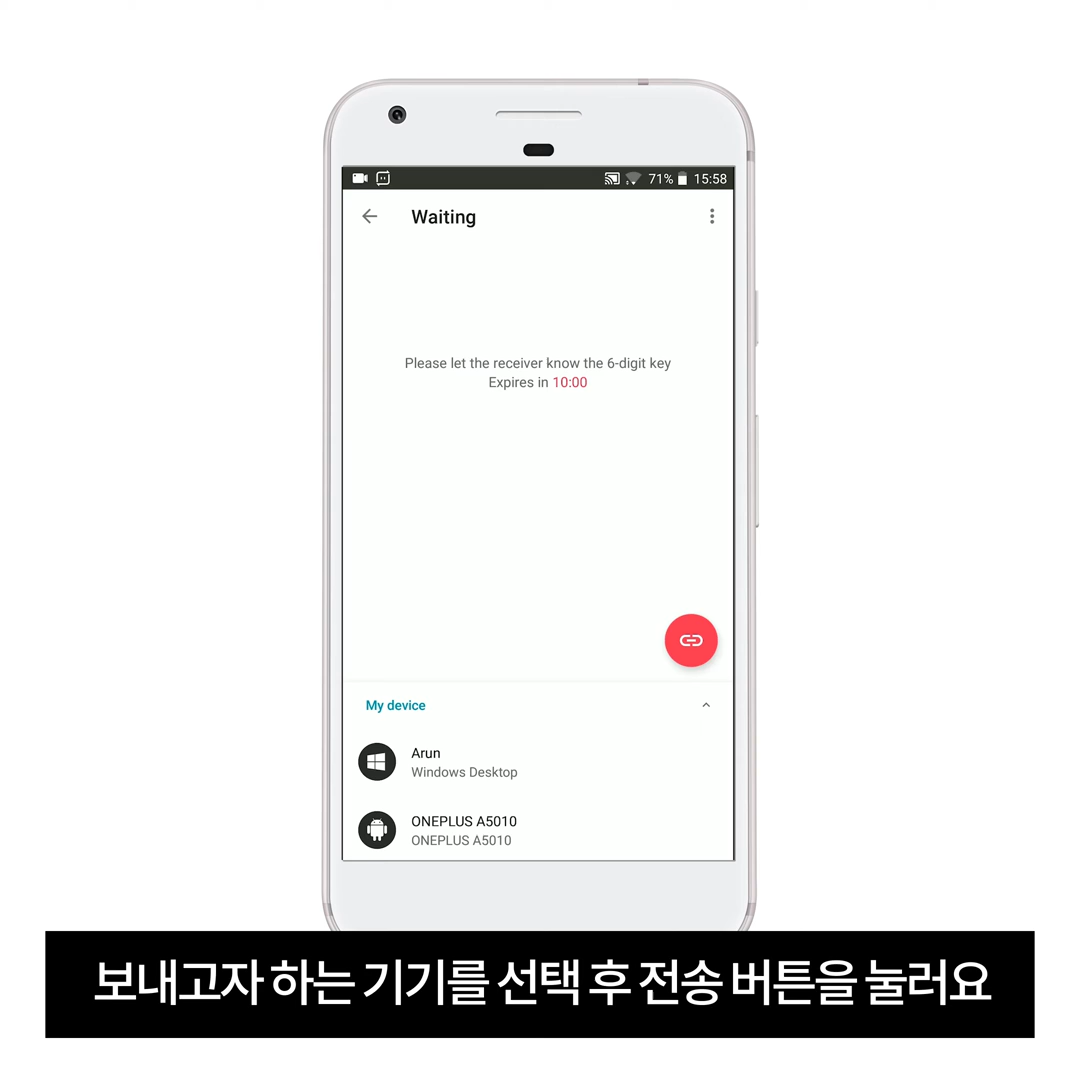 71% 15:58
Waiting
Please let the receiver know the 6-digit key
Expires in 10:00
My device
Arun
Windows Desktop
ONEPLUS A5010
ONEPLUS A5010
보내고자 하는 기기를 선택 후 전송 버튼을 눌러요